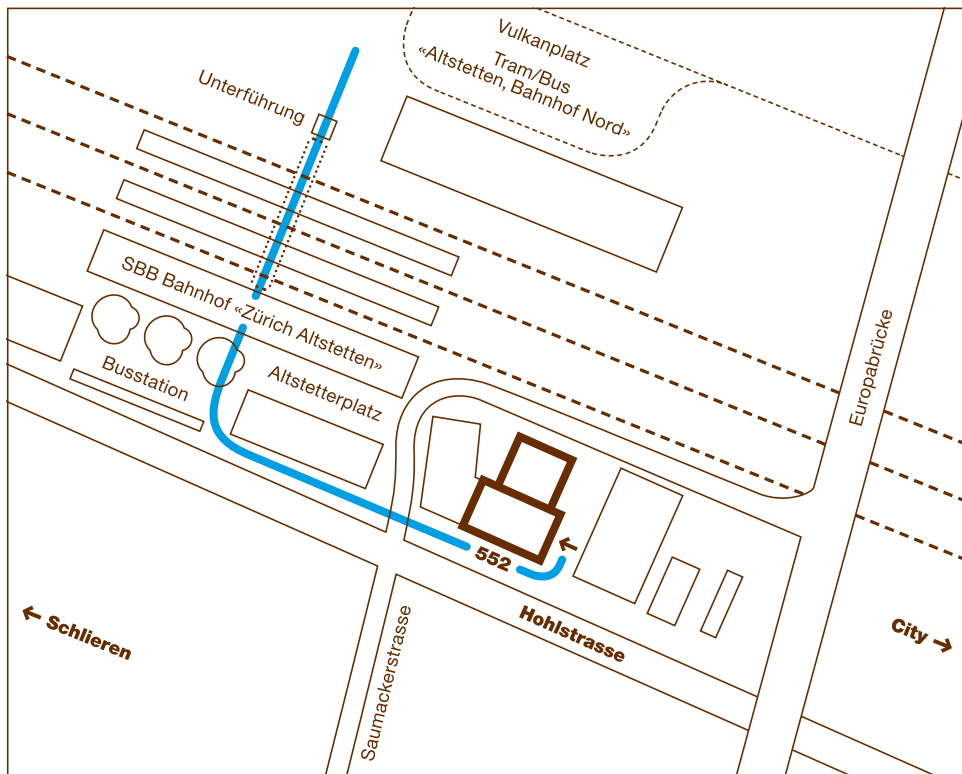 Vulkanplatz
Tram/Bus
«Altstetten, Bahnhof Nord»
Unterführung
SBB Bahnhof «Zürich Altstetten»
Busstation
Altstetterplatz
Europabrücke
552
Hohlstrasse
← Schlieren
City →
Saumackerstrasse